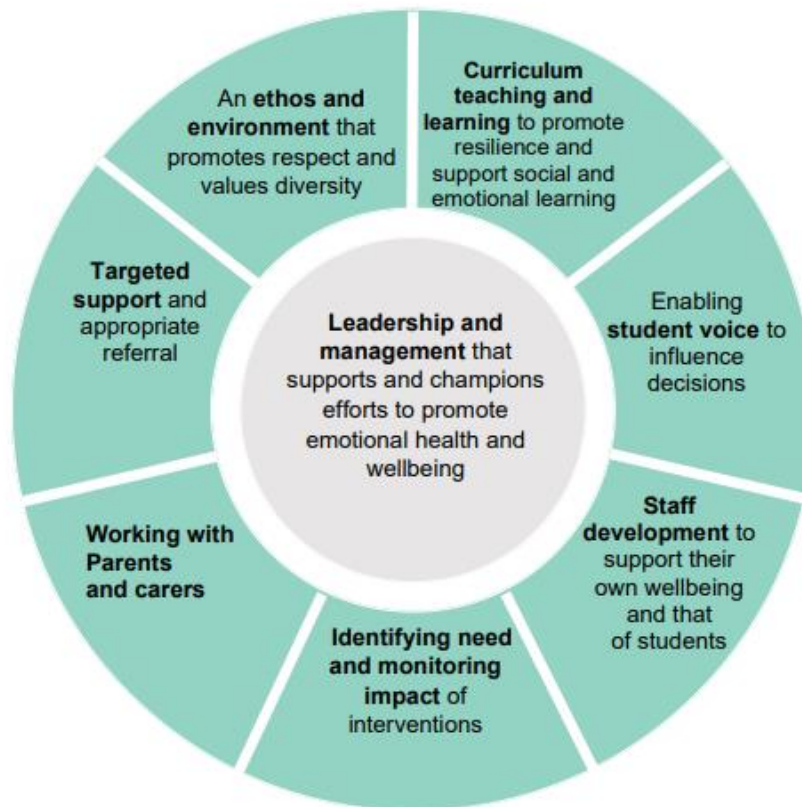 An ethos and
environment that
promotes respect and
values diversity
Curriculum
teaching and
learning to promote
resilience and
support social and
emotional learning
Enabling
student voice to
influence
decisions
Staff
development to
support their
own wellbeing
and that
of students
Identifying need
and monitoring
impact of
interventions
Working with
Parents
and carers
Targeted
support and
appropriate
referral
Leadership and
management that
supports and champions
efforts to promote
emotional health and
wellbeing